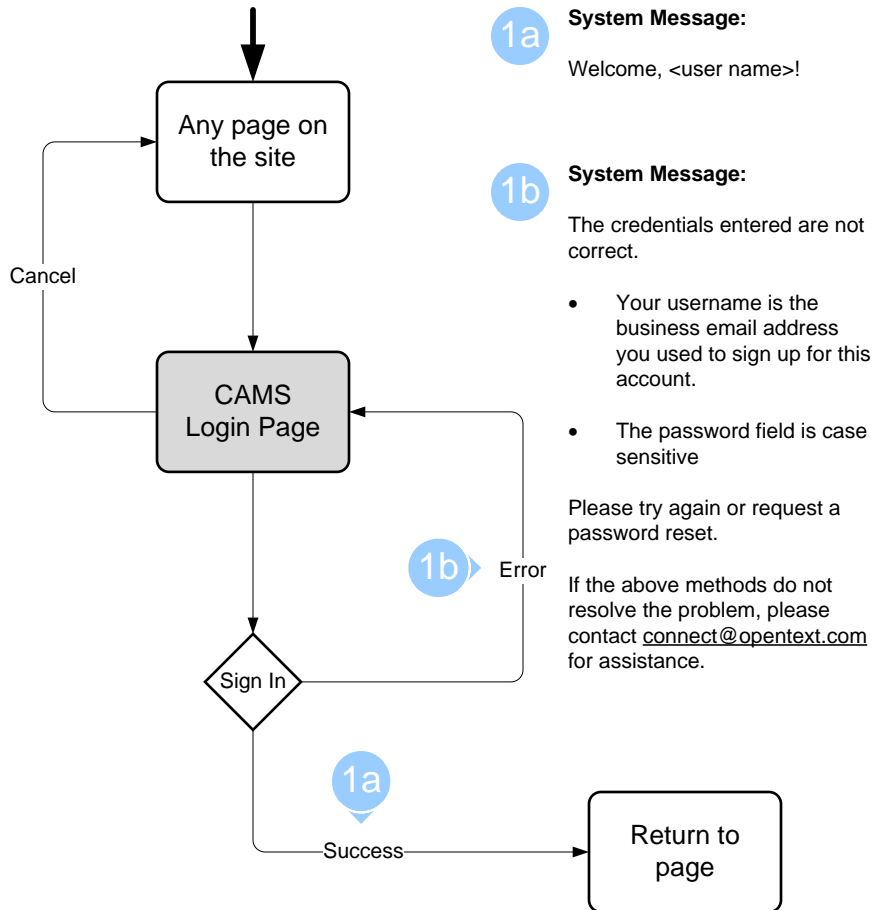 1a
System Message:
Welcome, <user name>!
Any page on
the site
1b
System Message:
The credentials entered are not
correct.
• Your username is the
business email address
you used to sign up for this
account.
• The password field is case
sensitive
Please try again or request a
password reset.
If the above methods do not
resolve the problem, please
contact connect@opentext.com
for assistance.
Cancel
CAMS
Login Page
1b
Error
Sign In
1a
Success
Return to
page